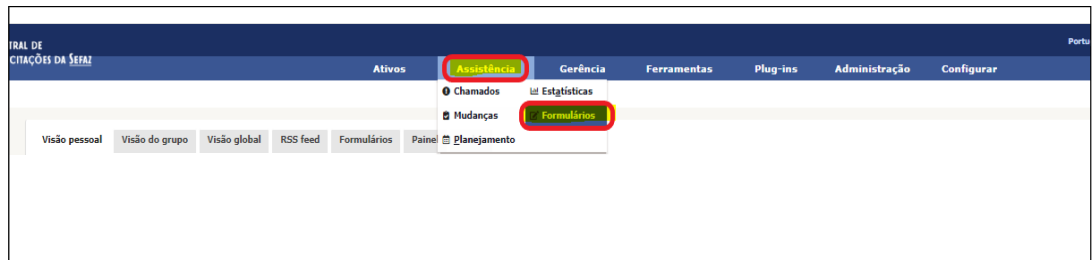 TRAL DE
CITAÇÕES DA SEFAZ
Portu
Ativos Assistência Gerência Ferramentas Plug-ins Administração Configurar
Chamados Estatísticas
Mudanças Formulários
Planejamento
Visão pessoal Visão do grupo Visão global RSS feed Formulários Paine